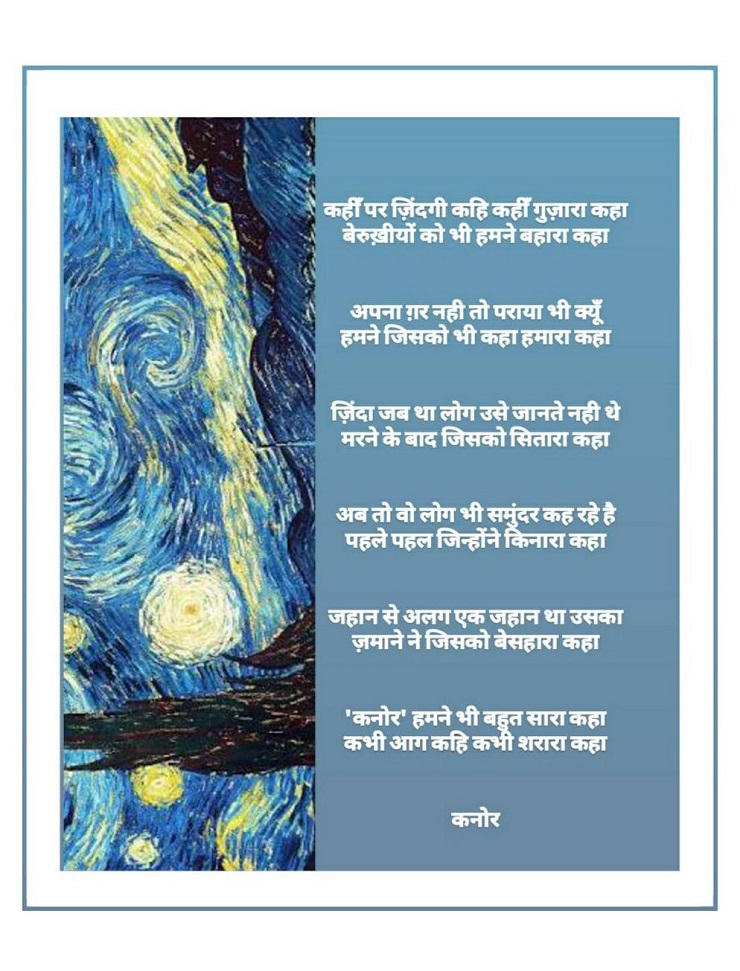 कहीं पर ज़िंदगी कहि कहीं गुज़ारा कहा
बेरुख़ीयों को भी हमने बहारा कहा
अपना ग़र नही तो पराया भी क्यूँ
हमने जिसको भी कहा हमारा कहा
ज़िंदा जब था लोग उसे जानते नही थे
मरने के बाद जिसको सितारा कहा
अब तो वो लोग भी समुंदर कह रहे है
पहले पहल जिन्होंने किनारा कहा
जहान से अलग एक जहान था उसका
ज़माने ने जिसको बेसहारा कहा
'कनोर' हमने भी बहुत सारा कहा
कभी आग कहि कभी शरारा कहा
कनोर